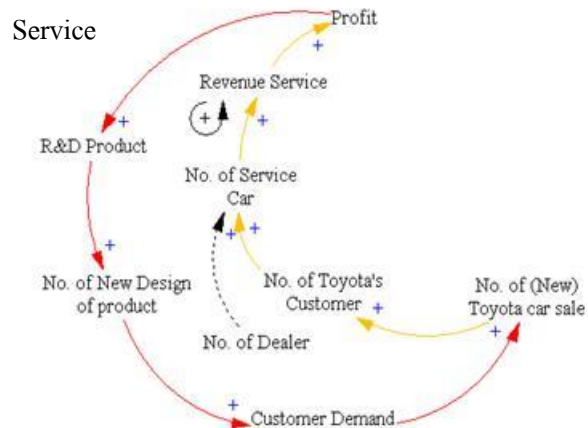 Service
Profit
+
Revenue Service
+
+
+
R&D Product
No. of Service
Car
+
+ +
No. of New Design
of product
No. of Toyota's
Customer
+
No. of (New)
Toyota car sale
+
No. of Dealer
+
Customer Demand